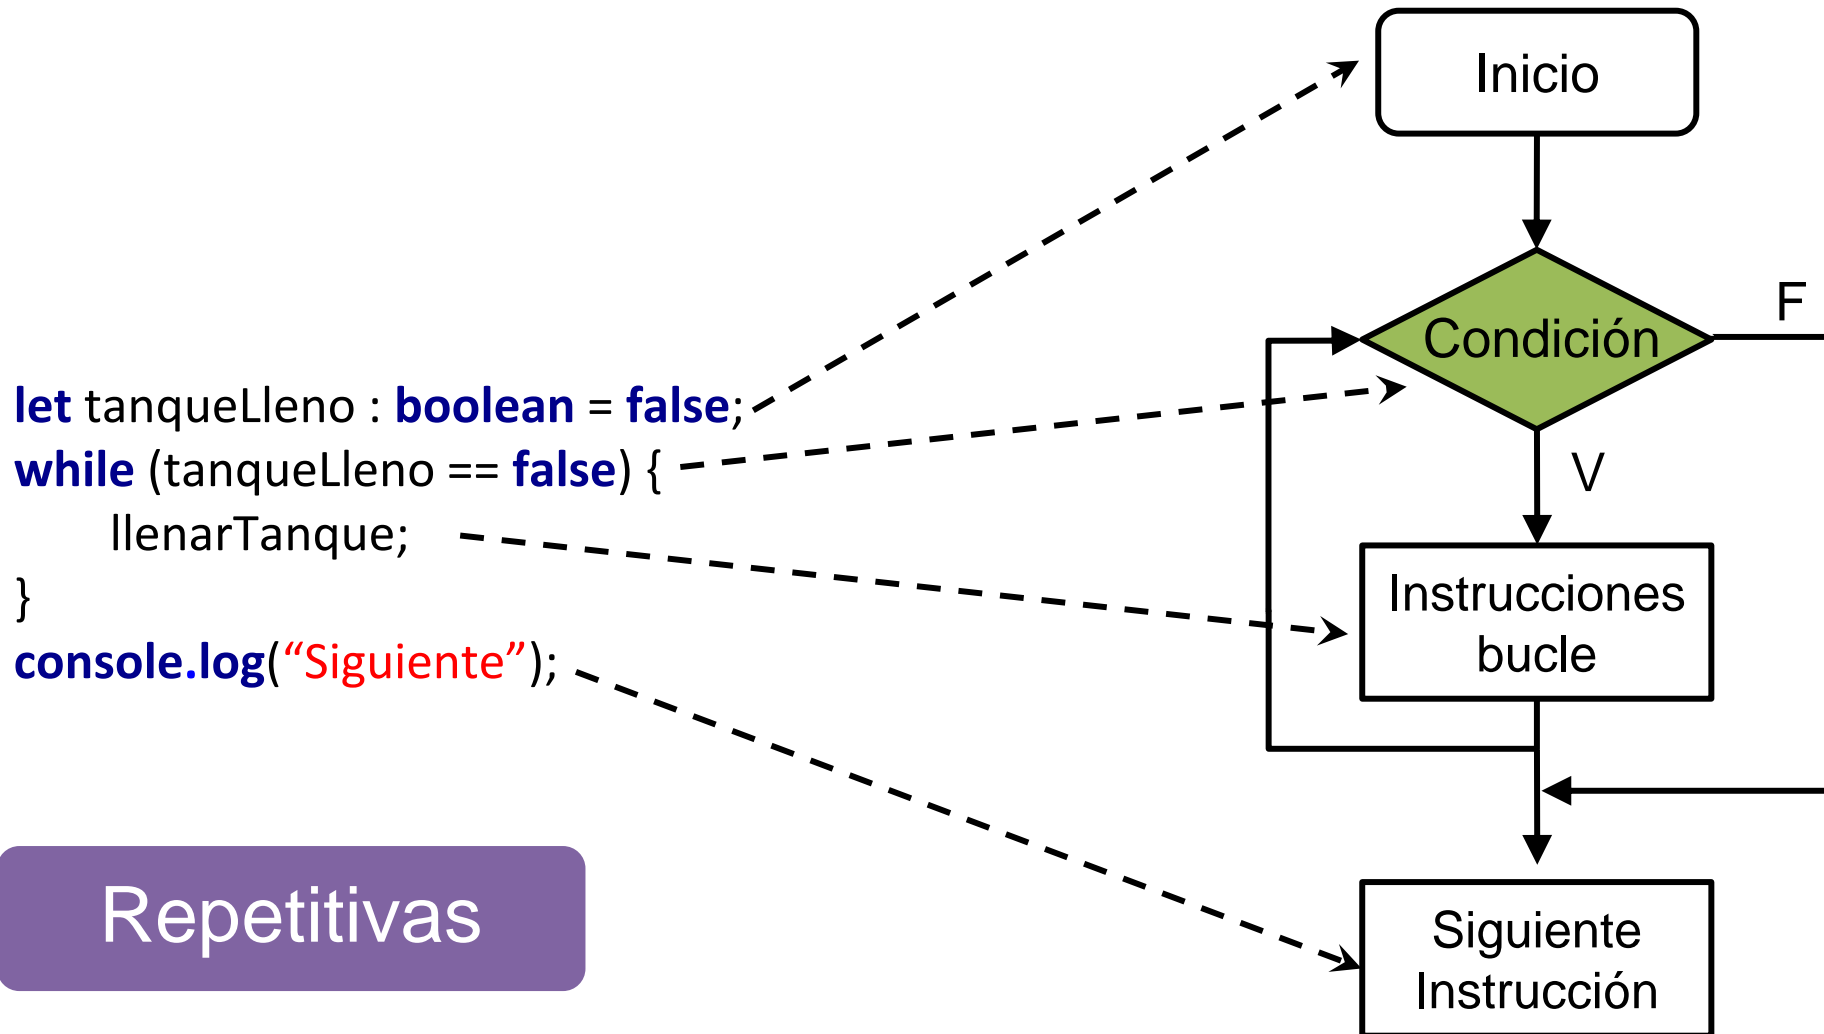 let tanqueLleno : boolean = false;
while (tanqueLleno == false) {
llenarTanque;
}
console.log(“Siguiente”);
Repetitivas
Inicio
Condición
F
V
Instrucciones
bucle
Siguiente
Instrucción